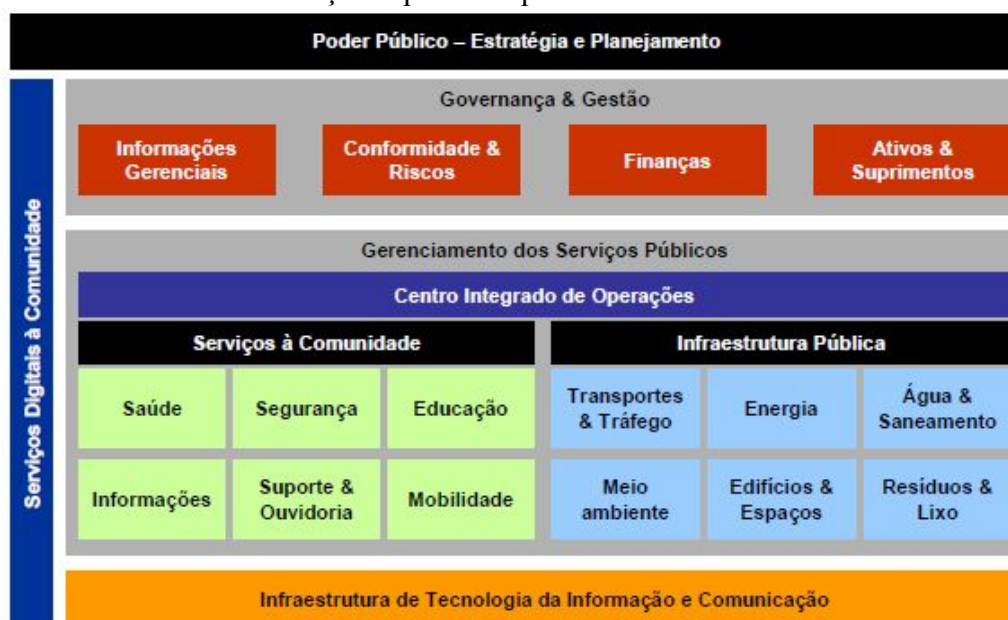 Poder Público – Estratégia e Planejamento
Serviços Digitais à Comunidade
Governança & Gestão
Informações
Gerenciais
Conformidade &
Riscos
Finanças
Ativos &
Suprimentos
Gerenciamento dos Serviços Públicos
Centro Integrado de Operações
Serviços à Comunidade
Infraestrutura Pública
Saúde
Segurança
Educação
Transportes
& Tráfego
Energia
Água &
Saneamento
Informações
Suporte &
Ouvidoria
Mobilidade
Meio
ambiente
Edifícios &
Espaços
Residuos &
Lixo
Infraestrutura de Tecnologia da Informação e Comunicação